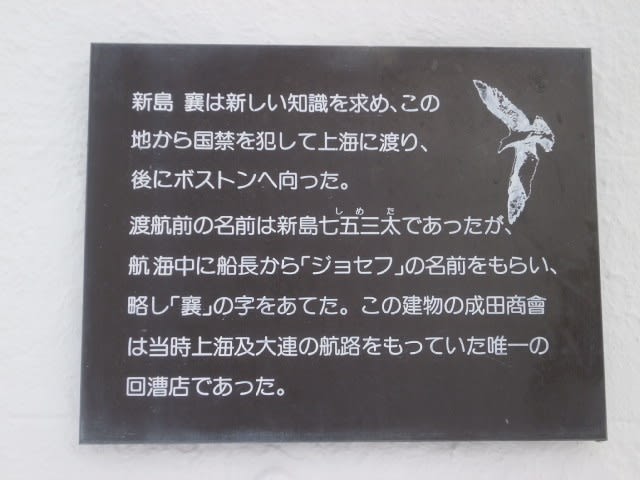 新島 襄は新しい知識を求め、この
地から国禁を犯して上海に渡り、
後にボストンへ向った。
しめた
渡航前の名前は新島七五三太であったが、
航海中に船長から「ジョセフ」の名前をもらい、
略し「襄」の字をあてた。この建物の成田商會
は当時上海及大連の航路をもっていた唯一の
回漕店であった。